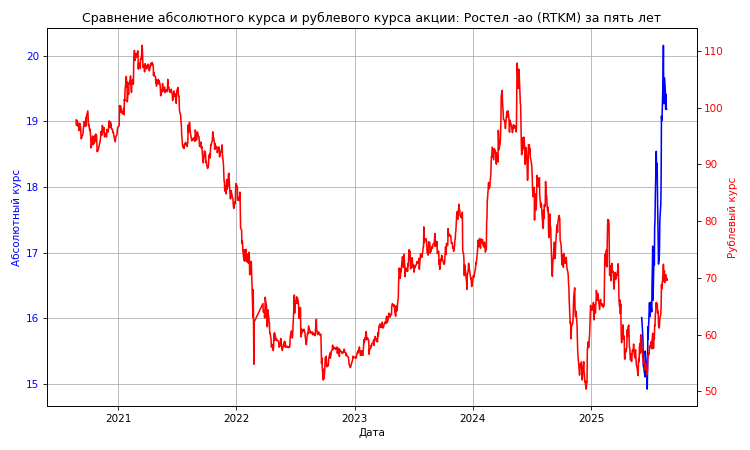 Сравнение абсолютного курса и рублевого курса акции: Ростел -ао (RTKM) за пять лет
Абсолютный курс
20
19
18
17
16
15
110
100
90
80
70
60
50
Рублевый курс
2021 2022 2023 2024 2025
Дата